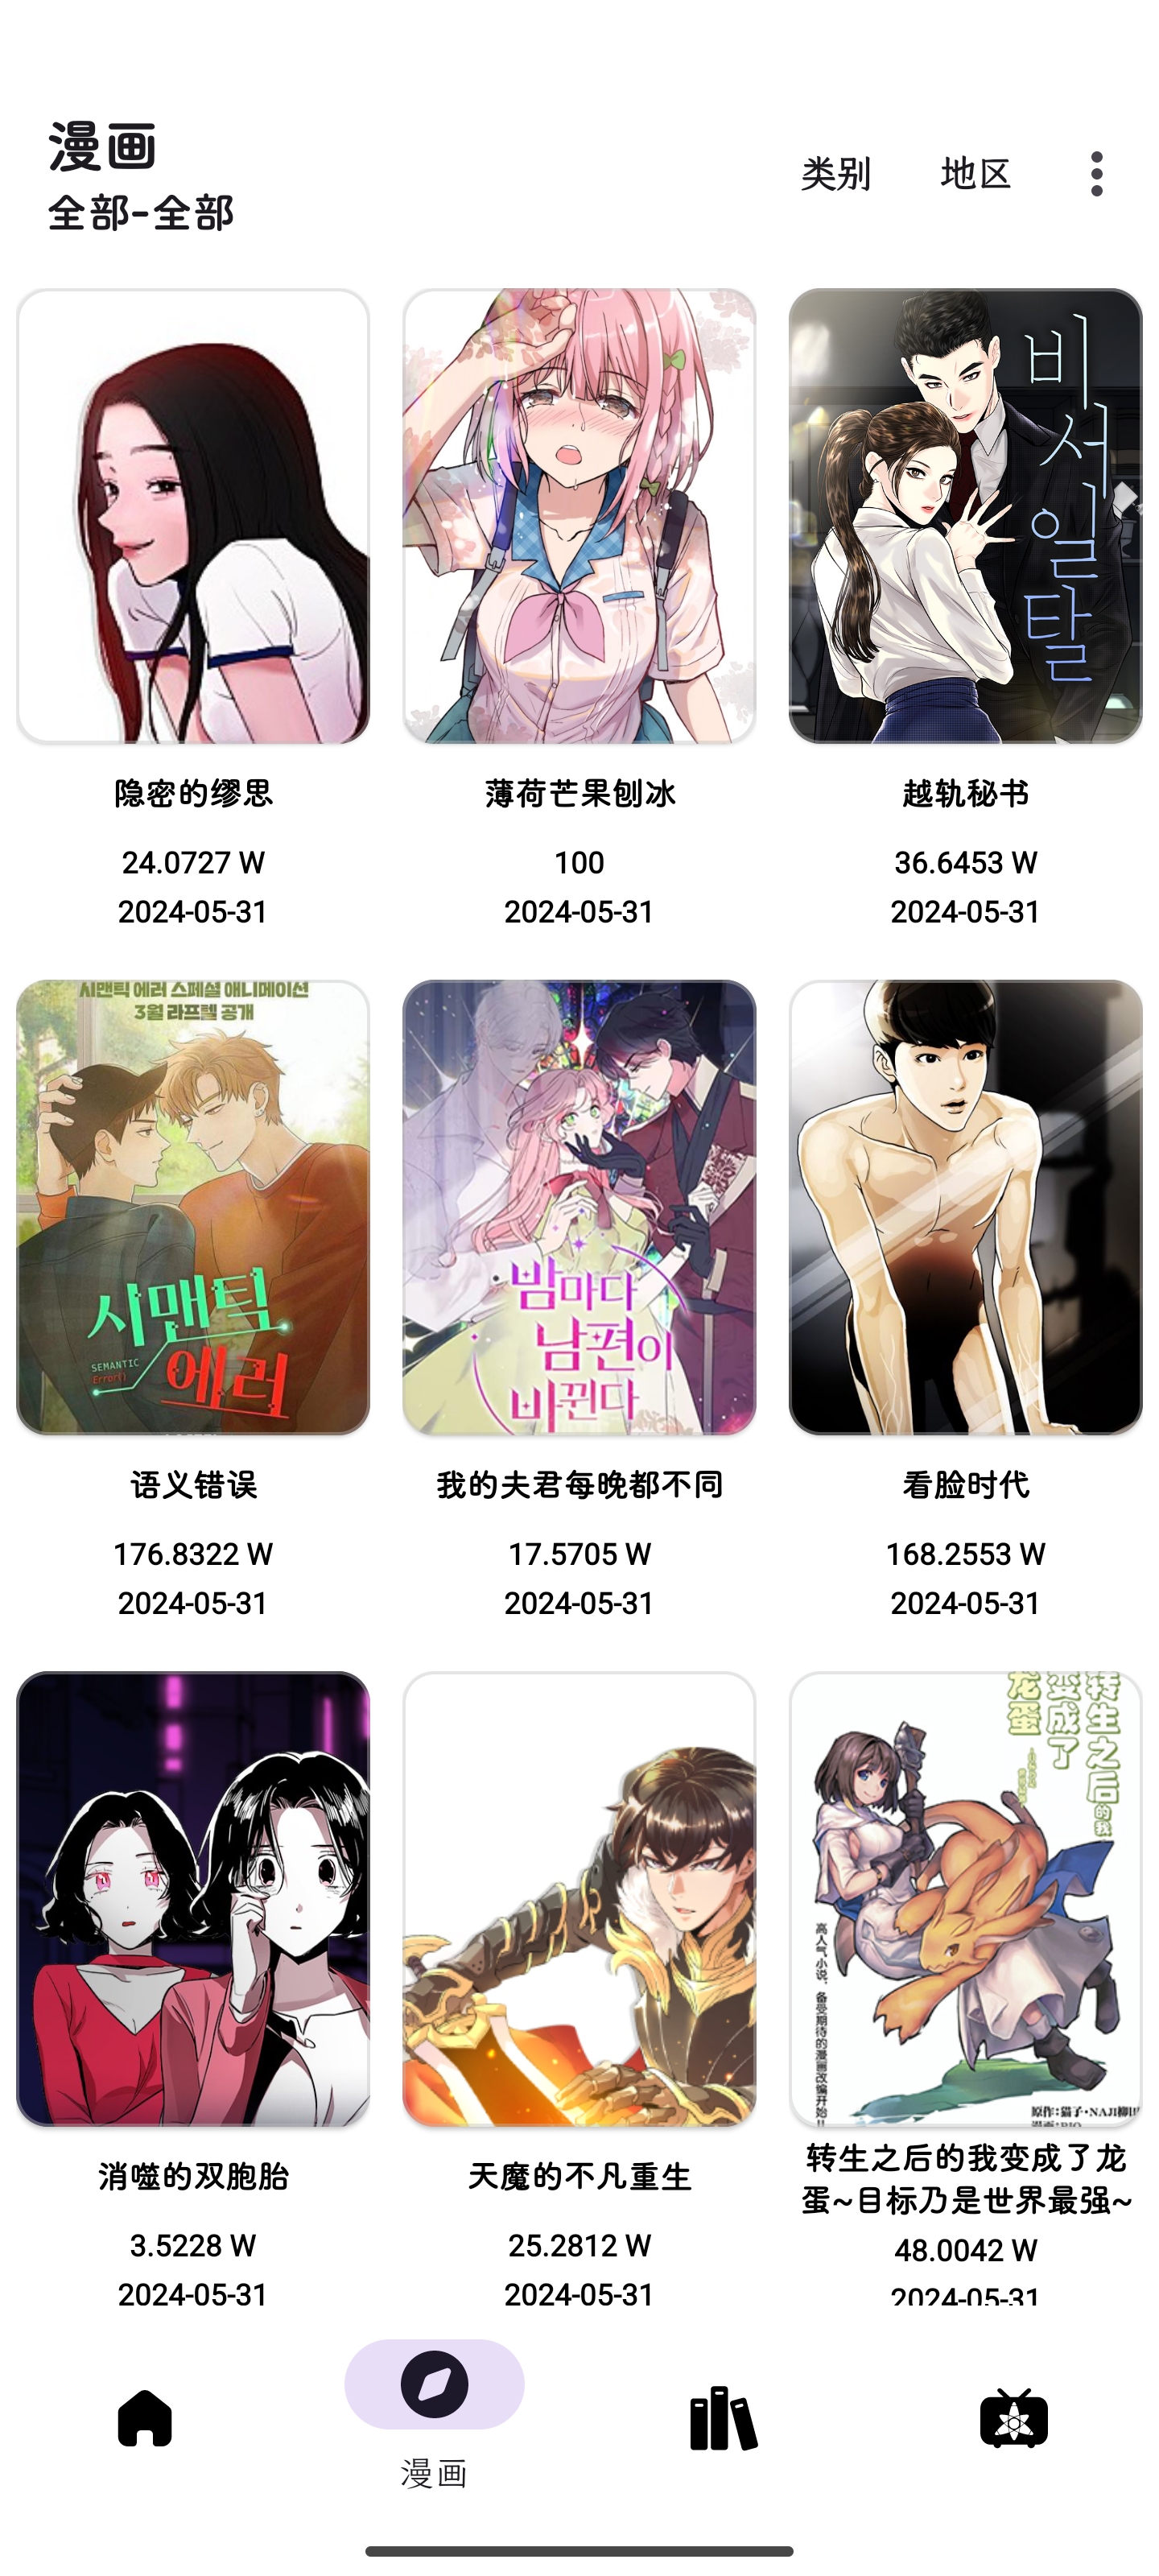 漫画
全部-全部
类别
地区
비서일탈
隐密的缪思
24.0727 W
2024-05-31
薄荷芒果刨冰
100
2024-05-31
越轨秘书
36.6453 W
2024-05-31
시맨틱 에러 스페셜 애니메이션
3월 라프텔 공개
시맨틱
SEMANTIC
Error()
에러
밤마다
남편이
바뀐다
语义错误
176.8322 W
2024-05-31
我的夫君每晚都不同
17.5705 W
2024-05-31
看脸时代
168.2553 W
2024-05-31
转生之后的我
变成了
龙蛋
高人气小说，备受期待的漫画改编开始!!
原作:猫子·NAJI柳田
消噬的双胞胎
3.5228 W
2024-05-31
天魔的不凡重生
25.2812 W
2024-05-31
转生之后的我变成了龙
蛋~目标乃是世界最强~
48.0042 W
2024-05-31
漫画